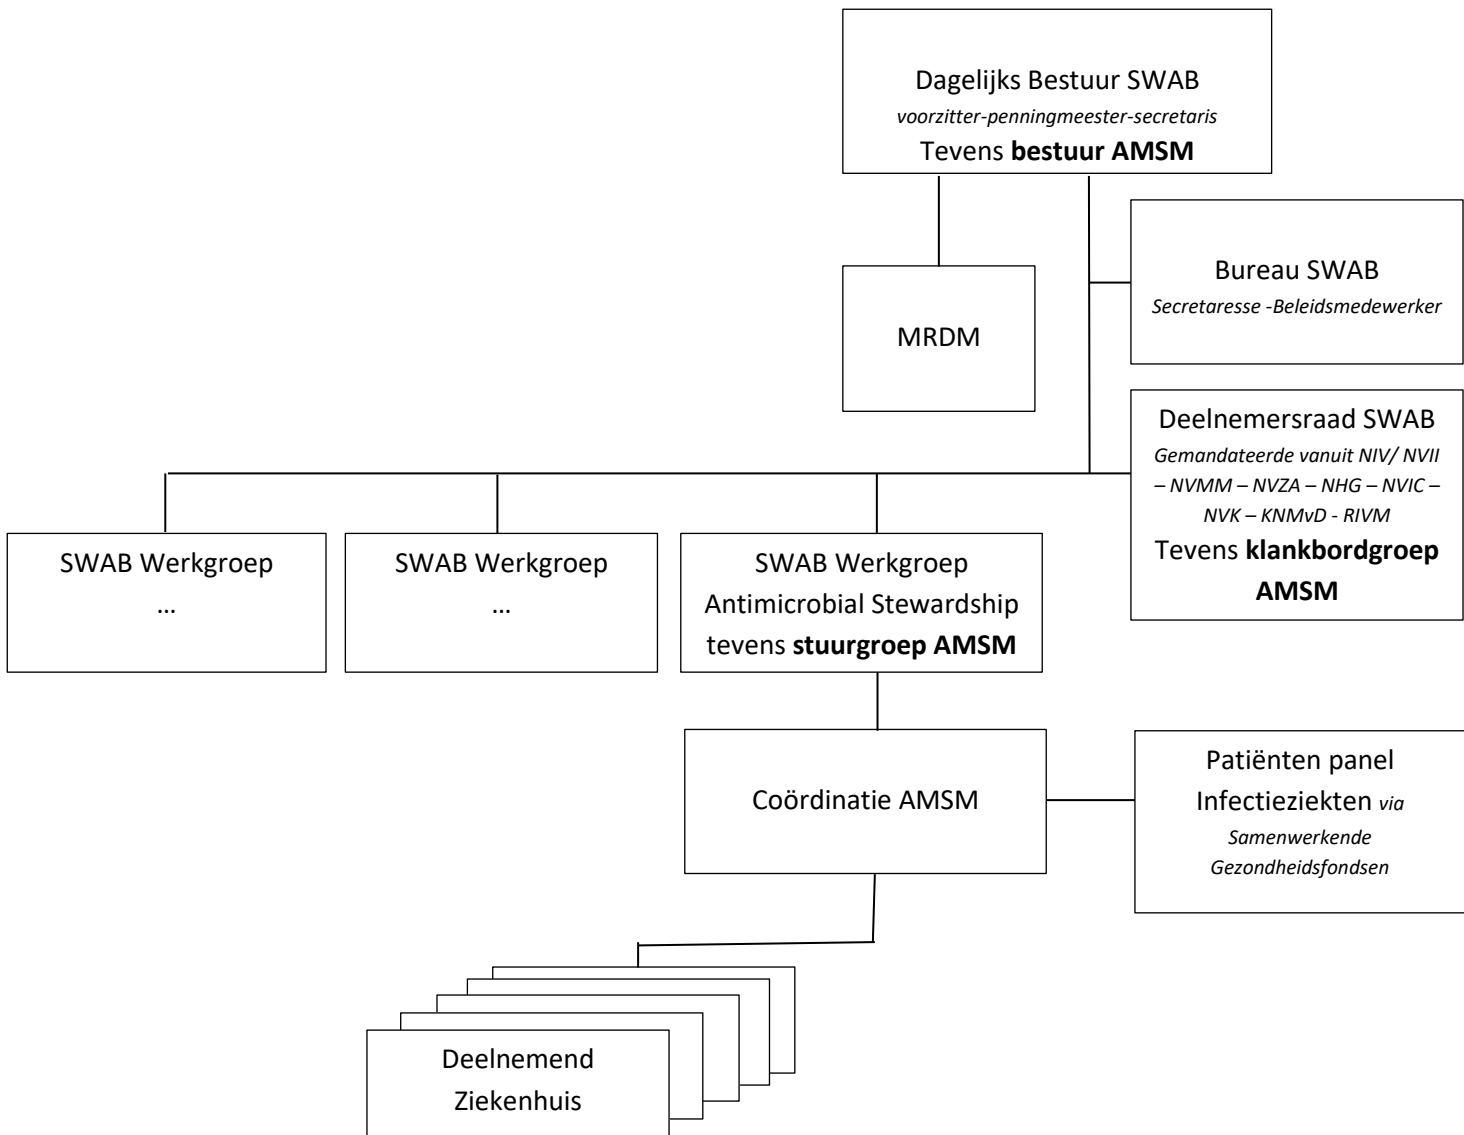 Dagelijks Bestuur SWAB
voorzitter-penningmeester-secretaris
Tevens bestuur AMSM
Bureau SWAB
Secretaresse -Beleidsmedewerker
MRDM
Deelnemersraad SWAB
Gemandateerde vanuit NIV/ NVII
– NVMM – NVZA – NHG – NVIC –
NVK – KNMvD - RIVM
Tevens klankbordgroep
AMSM
SWAB Werkgroep
...
SWAB Werkgroep
...
SWAB Werkgroep
Antimicrobial Stewardship
tevens stuurgroep AMSM
Coördinatie AMSM
Patiënten panel
Infectieziekten via
Samenwerkende
Gezondheidsfondsen
Deelnemend
Ziekenhuis